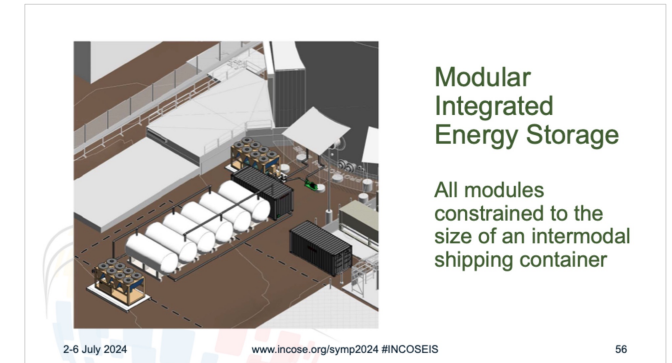 Modular
Integrated
Energy Storage
All modules
constrained to the
size of an intermodal
shipping container
2-6 July 2024
www.incose.org/symp2024 #INCOSEIS
56